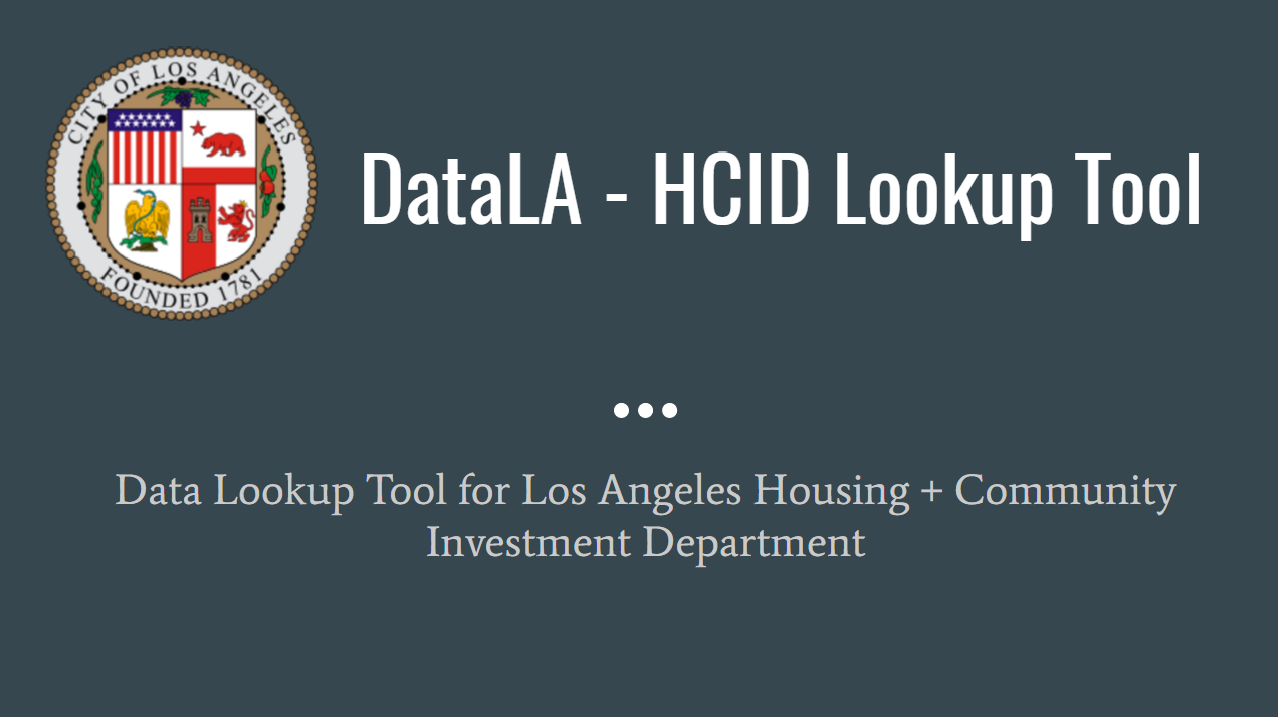 CITY OF LOS ANGELES
FOUNDED 1781
DataLA - HCID Lookup Tool
Data Lookup Tool for Los Angeles Housing + Community
Investment Department